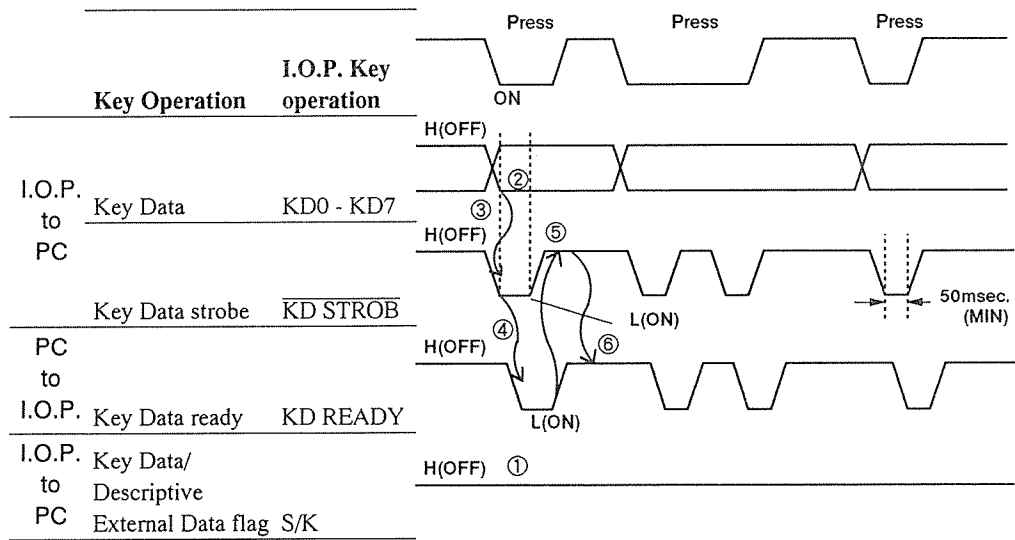 Press Press Press
I.O.P. Key
Key Operation operation
ON
H(OFF)
②
I.O.P.
to
PC
Key Data KD0 - KD7
③
H(OFF)
⑤
Key Data strobe KD STROB
L(ON)
50msec.
(MIN)
④
⑥
PC
to
I.O.P.
H(OFF)
Key Data ready KD READY
L(ON)
I.O.P.
to
PC
Key Data/
Descriptive
External Data flag S/K
H(OFF) ①